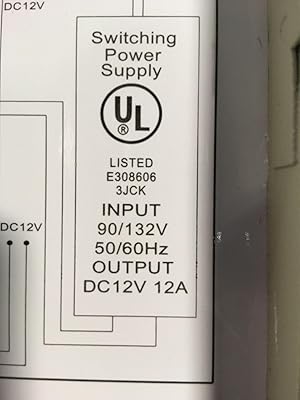 DC12V
Switching
Power
Supply
UL
®
LISTED
E308606
3JCK
INPUT
90/132V
50/60Hz
OUTPUT
DC12V 12A
DC12V